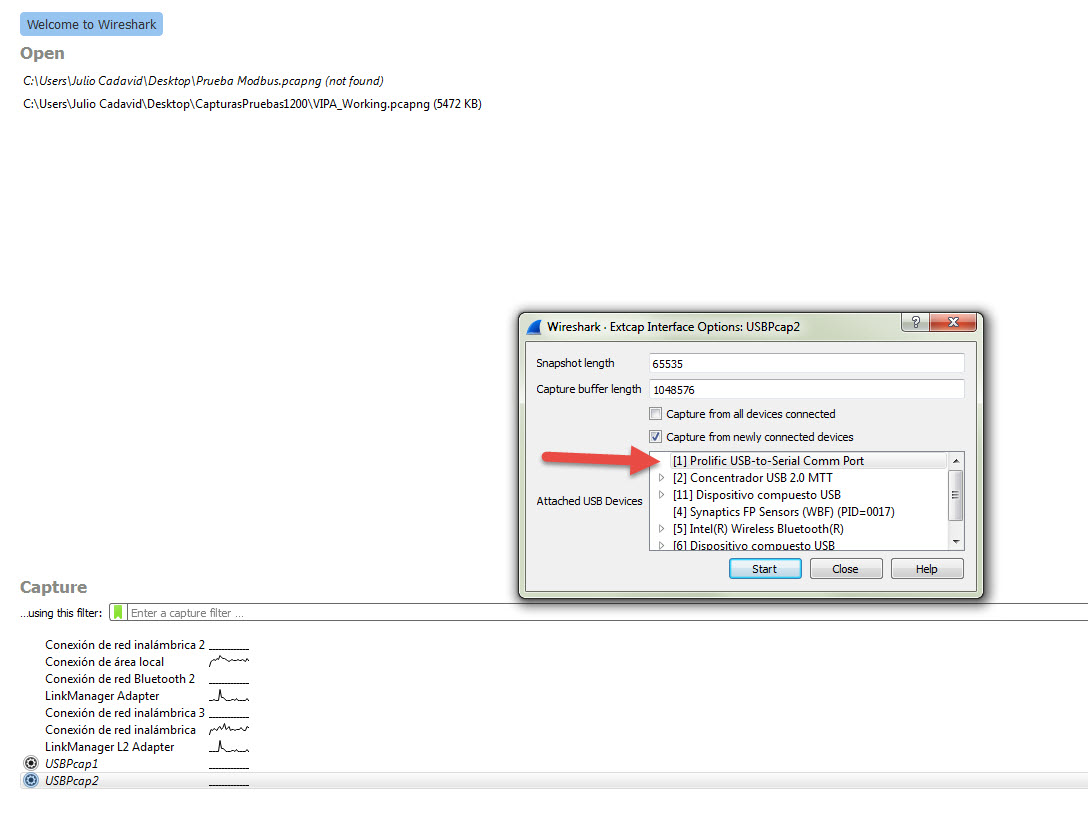 Welcome to Wireshark
Open
C:\Users\Julio Cadavid\Desktop\Prueba Modbus.pcapng (not found)
C:\Users\Julio Cadavid\Desktop\CapturasPruebas1200\VIPA_Working.pcapng (5472 KB)
Wireshark · Extcap Interface Options: USBPcap2
?
Snapshot length 65535
Capture buffer length 1048576
Capture from all devices connected
Capture from newly connected devices
Attached USB Devices
[1] Prolific USB-to-Serial Comm Port
[2] Concentrador USB 2.0 MTT
[11] Dispositivo compuesto USB
[4] Synaptics FP Sensors (WBF) (PID=0017)
[5] Intel(R) Wireless Bluetooth(R)
[6] Dispositivo compuesto USB
Start Close Help
Capture
...using this filter: Enter a capture filter ...
Conexión de red inalámbrica 2
Conexión de área local
Conexión de red Bluetooth 2
LinkManager Adapter
Conexión de red inalámbrica 3
Conexión de red inalámbrica
LinkManager L2 Adapter
USBPcap1
USBPcap2